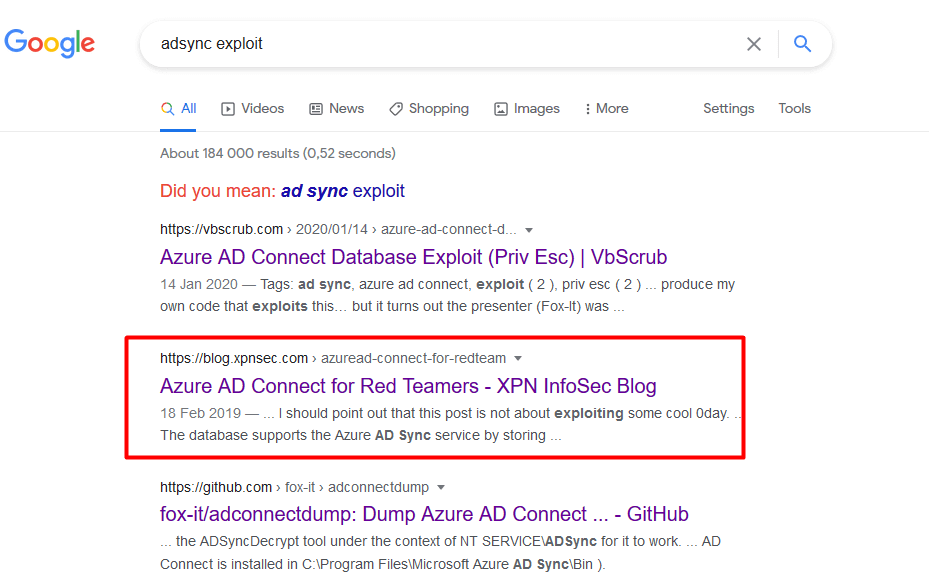 Google
adsync exploit
All Videos News Shopping Images More Settings Tools
About 184 000 results (0,52 seconds)
Did you mean: ad sync exploit
https://vbscrub.com › 2020/01/14 › azure-ad-connect-d...
Azure AD Connect Database Exploit (Priv Esc) | VbScrub
14 Jan 2020 — Tags: ad sync, azure ad connect, exploit ( 2 ), priv esc ( 2 ) ... produce my
own code that exploits this… but it turns out the presenter (Fox-It) was ...
https://blog.xpnsec.com › azuread-connect-for-redteam
Azure AD Connect for Red Teamers - XPN InfoSec Blog
18 Feb 2019 — ... I should point out that this post is not about exploiting some cool 0day. ..
The database supports the Azure AD Sync service by storing ...
https://github.com › fox-it › adconnectdump
fox-it/adconnectdump: Dump Azure AD Connect ... - GitHub
... the ADSyncDecrypt tool under the context of NT SERVICE\ADSync for it to work. ... AD
Connect is installed in C:\Program Files\Microsoft Azure AD Sync\Bin ).